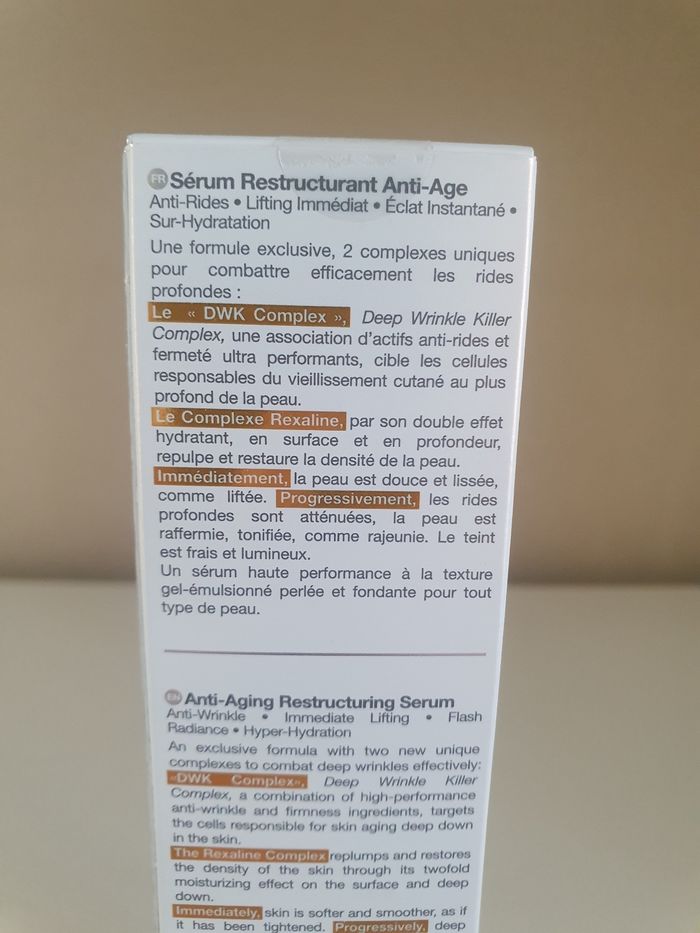 FR Sérum Restructurant Anti-Age
Anti-Rides • Lifting Immédiat • Éclat Instantané •
Sur-Hydratation
Une formule exclusive, 2 complexes uniques
pour combattre efficacement les rides
profondes :
Le « DWK Complex », Deep Wrinkle Killer
Complex, une association d'actifs anti-rides et
fermeté ultra performants, cible les cellules
responsables du vieillissement cutané au plus
profond de la peau.
Le Complexe Rexaline, par son double effet
hydratant, en surface et en profondeur,
repulpe et restaure la densité de la peau.
Immédiatement, la peau est douce et lissée,
comme liftée. Progressivement, les rides
profondes sont atténuées, la peau est
raffermie, tonifiée, comme rajeunie. Le teint
est frais et lumineux.
Un sérum haute performance à la texture
gel-émulsionné perlée et fondante pour tout
type de peau.
EN Anti-Aging Restructuring Serum
Anti-Wrinkle • Immediate Lifting • Flash
Radiance • Hyper-Hydration
An exclusive formula with two new unique
complexes to combat deep wrinkles effectively:
«DWK Complex», Deep Wrinkle Killer
Complex, a combination of high-performance
anti-wrinkle and firmness ingredients, targets
the cells responsible for skin aging deep down
in the skin.
The Rexaline Complex replumps and restores
the density of the skin through its twofold
moisturizing effect on the surface and deep
down.
Immediately, skin is softer and smoother, as if
it has been tightened. Progressively, deep